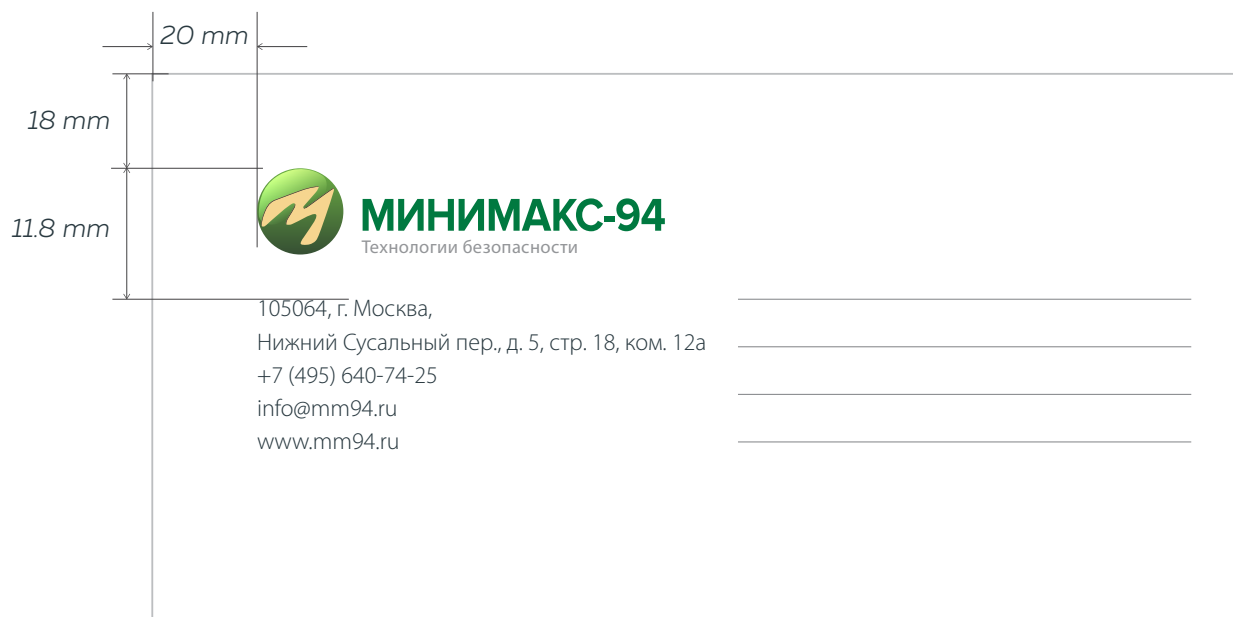 20 mm
18 mm
11.8 mm
МИНИМАКС-94
Технологии безопасности
105064, г. Москва,
Нижний Сусальный пер., д. 5, стр. 18, ком. 12а
+7 (495) 640-74-25
info@mm94.ru
www.mm94.ru